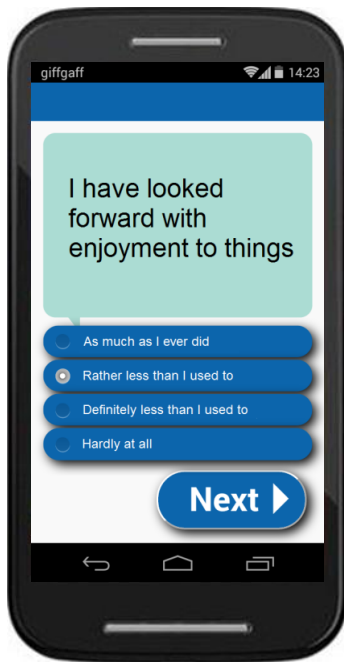 giffgaff 14:23
I have looked
forward with
enjoyment to things
As much as I ever did
Rather less than I used to
Definitely less than I used to
Hardly at all
Next